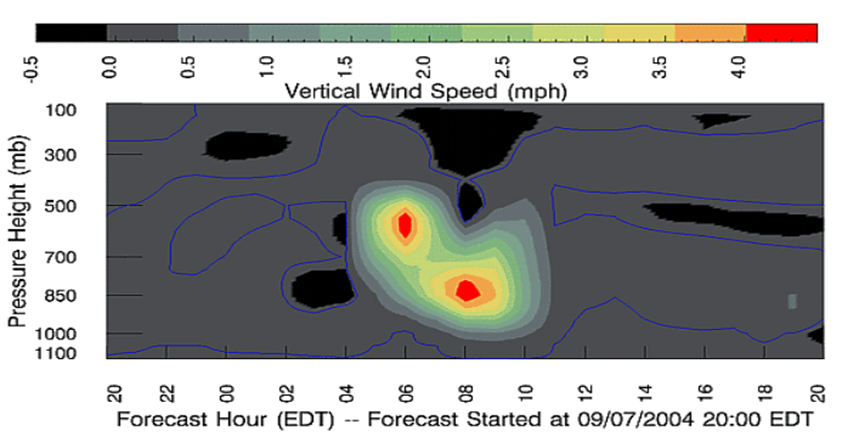 -0.5 0.0 0.5 1.0 1.5 2.0 2.5 3.0 3.5 4.0
Vertical Wind Speed (mph)
Pressure Height (mb)
100
300
500
700
850
1000
1100
20 22 00 02 04 06 08 10 12 14 16 18 20
Forecast Hour (EDT) -- Forecast Started at 09/07/2004 20:00 EDT